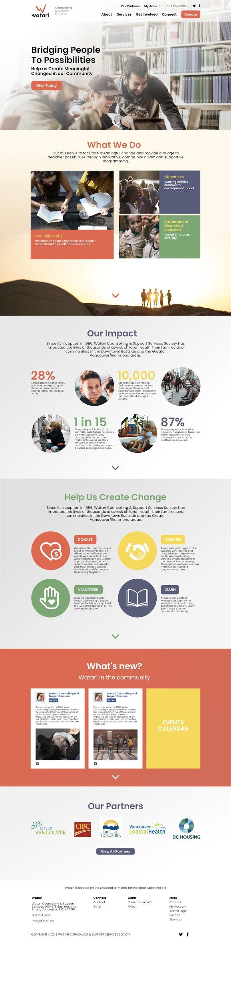 watari
Counselling
& Support
Services
Our Partners My Account 604.254.6995
About Services Get Involved Connect Donate
Bridging People
To Possibilities
Help us Create Meaningful
Changed in our Community
Give Today
What We Do
Our mission is to facilitate meaningful change and provide a bridge to
healthier possibilities through innovative, community driven and supportive
programming.
Our Philosophy
We encourage an exploration and deeper
understanding of self and community.
Objectives
Working within a
community
development model.
Statement of
Diversity &
Inclusion
Watari embraces
diversity.
Our Impact
Since its inception in 1986, Watari Counselling & Support Services Society has
impacted the lives of thousands of at-risk children, youth, their families and
communities in the Downtown Eastside and the Greater
Vancouver/Richmond areas.
28%
Lorem ipsum dolor sit amet,
consectetur adipiscing elit.
Donec id enim venenatis,
sagittis lectus non, congue
turpis.
10,000
Donec tristique elit nibh, at
tristique eros tempus eu. Sed
ullamcorper libero ac velit
bibendum, sit amet facilisis orci
condimentum. Vivamus semper
urna convallis dui feugiat
eleifend.
1 in 15
Donec aliquet lobortis elit ut
convallis. Nulla facilisi. Fusce nec
pellentesque tortor. Duis
consequat turpis arcu, nec
mattis ante cursus ac. Cras
vehicula, ante in eleifend
porttitor, nibh mi aliquam lorem,
a cursus sem augue sed nulla.
87%
Donec aliquet lobortis elit ut
convallis. Nulla facilisi. Fusce nec
pellentesque tortor. Duis
consequat turpis arcu, nec
mattis ante cursus ac.
Help Us Create Change
Since its inception in 1986, Watari Counselling & Support Services Society has
impacted the lives of thousands of at-risk children, youth, their families and
communities in the Downtown Eastside and the Greater
Vancouver/Richmond areas.
$
DONATE
We rely on the help and support
of our community to make a
difference in the lives of the
people we encounter in our
work. All donations are used to
improve direct service, or to
remove barriers to those who
seek help, through Watari's
Youth, Adult and Community
Counselling Programs!
PARTNER
As a social-profit organization,
Watari is very thankful and
acknowledges the generous
contributions of funding
partners, in-kind donors and
members of the community.
These partners continue to help
make our services and
programs a success.
VOLUNTEER
Since its inception in 1986,
Watari Counselling & Support
Services Society has impacted
the lives of thousands of at-risk
children, youth, their
LEARN
Aliquam erat volutpat.
Pellentesque turpis tortor,
suscipit sit amet enim nec,
sollicitudin lacinia est. Lorem
ipsum dolor sit amet,
consectetur adipiscing.
What's new?
Watari in the community
Watrari Counselling and
Support Services
Like
Since its inception in 1986, Watari
Counselling & Support Services Society
has impacted the lives of thousands of
at-risk children, youth, their has
impacted the lives of thousands of at-
risk children, youth, their has impacted
the lives of thousands of at-risk children,
youth, their
Watrari Counselling and
Support Services
Like
Since its inception in 1986, Watari
Counselling & Support Services Society
has impacted the lives of thousands of
at-risk children, youth, their has
impacted the lives of thousands of at-
risk children, youth, their has impacted
the lives of thousands of at-risk children,
youth, their
EVENTS
CALENDAR
Our Partners
CITY OF
VANCOUVER
CIBC
BRITISH
COLUMBIA
Vancouver
CoastalHealth
BC HOUSING
View All Partners
Watari is located on the unceded territories for the coast Salish People
Watari
Watari Counselling & Support
Services 200-678 East Hastings
Street, Vancouver, B.C. V6A 1R1
604.254.6995
info@watari.ca
Connect
Contact
Other
Learn
Download Assets
FAQs
More
Careers
My Account
Admin Login
Privacy
Sitemap
COPYRIGHT © 2019 WATARI CONCEALING & SUPPORT SERVICES SOCIETY